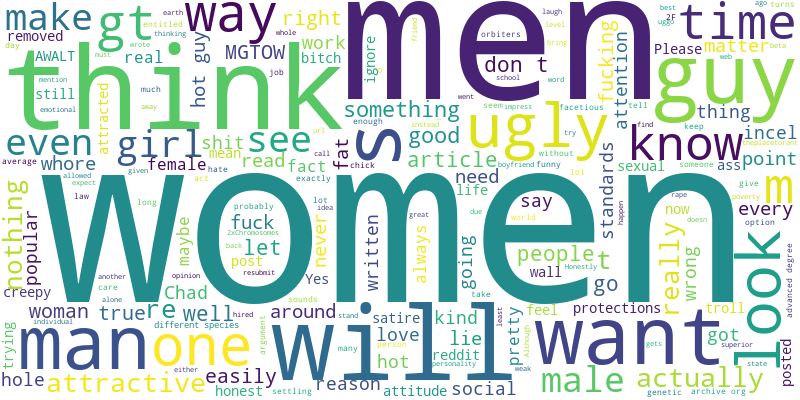 make
gt
way
men
time
earth
entitled
thinking
day
wrote
must
whole
laugh
level
bring
orbiters
ago
turns
best
uggo
2F
beta
web
removed
AWALT
mention
real
MGTOW
work
right
bitch
job
ignore
friend
school
don t
word
fucking
attention
Please
matter
still
much
emotional
away
hot guy
think
guy
attracted
something
enough
instead
seem
impress
facetious
tell
find
keep
thing
theplacetorant
someone
went
try
without
even
girl
shit
see
fat
s
good
ugly
know
incel
average
whore
female
mean
read
fact
ucl
call
chick
article
boyfriend
funny
lol
standards
sexual
ass
point
nothing
popular
allowed
expect
given
hate
act
exactly
lot
idea
need
life
rape
give
poverty
m
law
long
probably
fuck
written
never
always
great
due
say
world
happen
now
doesn
every
option
women
maybe
2xChromosomes
back
let
post
going
people
t
really
wrong
look
advanced degree
creepy
another
care
opinion
resubmit
Yes
take
wall
Honestly
go
woman
alone
Chad
sounds
feel
troll
protections
true
re
well
hired
around
stand
satire
kind
least
pretty
Although
got
trying
individual
different species
argument
man
one
will
many
love
person
lie
reddit
personality
weak
want
gets
superior
state
posted
hole
attractive
either
easily
honest
settling
reason
hot
attitude
social
male
actually
genetic
archive org